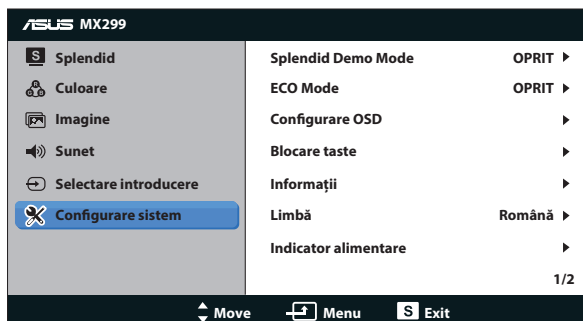 ASUS MX299
S Splendid
Culoare
Imagine
Sunet
Selectare introducere
Configurare sistem
Splendid Demo Mode OPRIT
ECO Mode OPRIT
Configurare OSD
Blocare taste
Informații
Limbă Română
Indicator alimentare
1/2
Move Menu S Exit